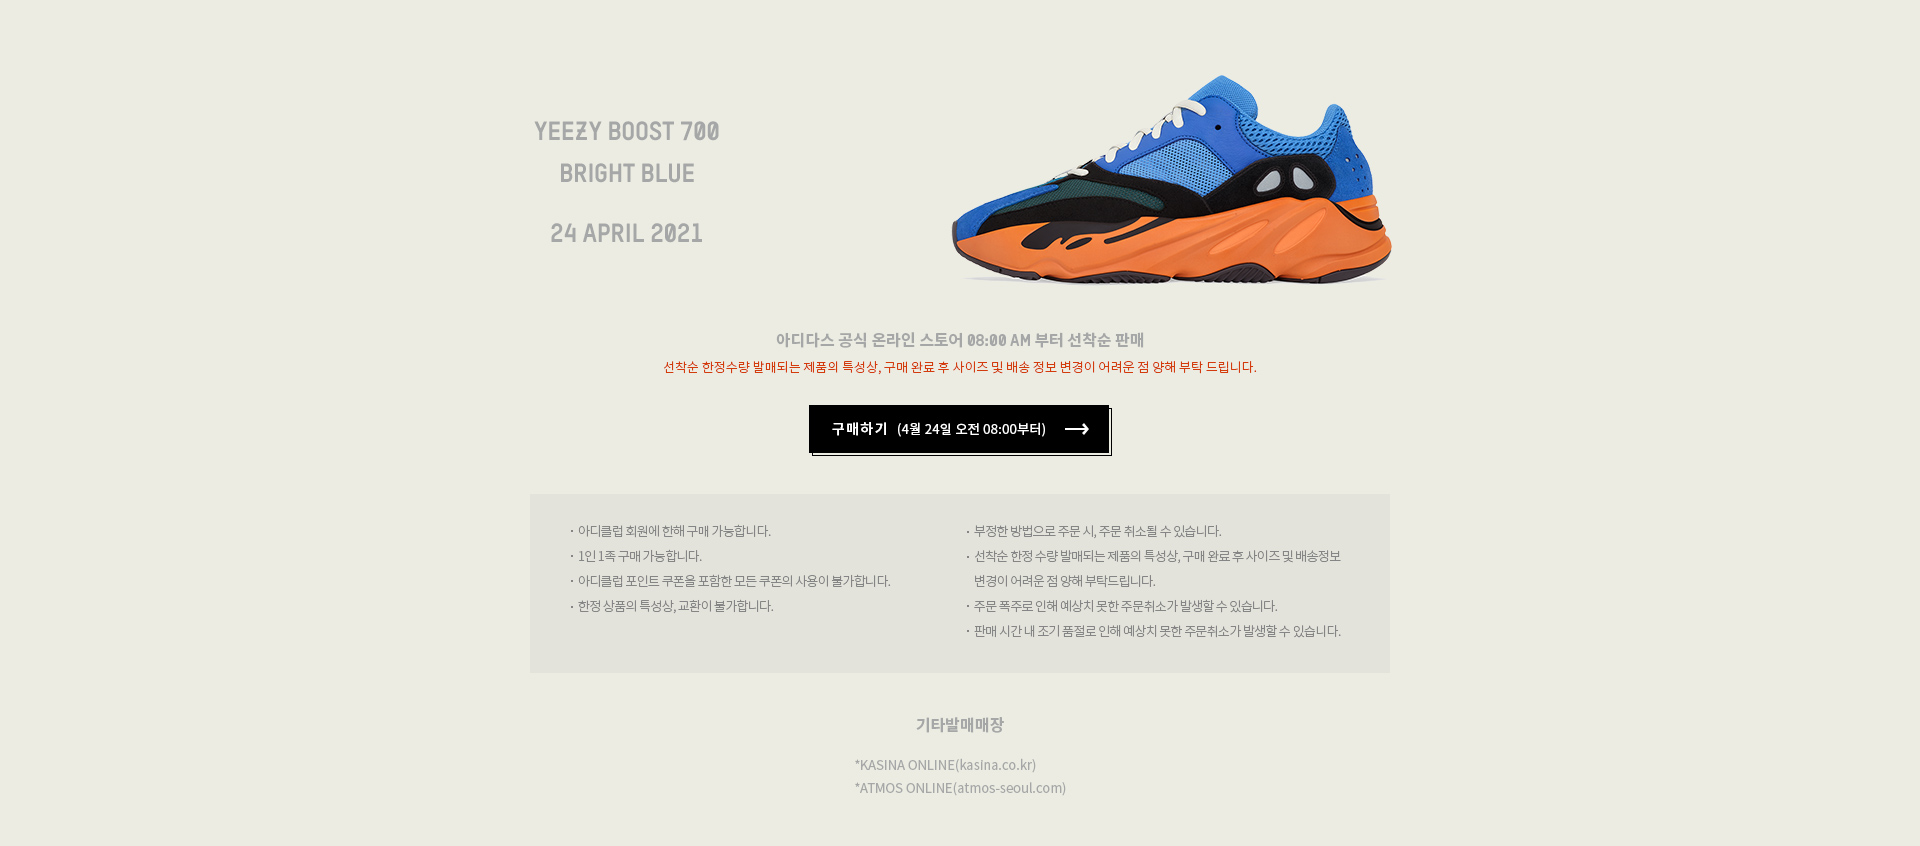 YEEZY BOOST 700
BRIGHT BLUE
24 APRIL 2021
아디다스 공식 온라인 스토어 08:00 AM 부터 선착순 판매
선착순 한정수량 발매되는 제품의 특성상, 구매 완료 후 사이즈 및 배송 정보 변경이 어려운 점 양해 부탁 드립니다.
구매하기 (4월 24일 오전 08:00부터) →
· 아디클럽 회원에 한해 구매 가능합니다.
· 1인 1족 구매 가능합니다.
· 아디클럽 포인트 쿠폰을 포함한 모든 쿠폰의 사용이 불가합니다.
· 한정 상품의 특성상, 교환이 불가합니다.
· 부정한 방법으로 주문 시, 주문 취소될 수 있습니다.
· 선착순 한정 수량 발매되는 제품의 특성상, 구매 완료 후 사이즈 및 배송정보
변경이 어려운 점 양해 부탁드립니다.
· 주문 폭주로 인해 예상치 못한 주문취소가 발생할 수 있습니다.
· 판매 시간 내 조기 품절로 인해 예상치 못한 주문취소가 발생할 수 있습니다.
기타발매매장
*KASINA ONLINE(kasina.co.kr)
*ATMOS ONLINE(atmos-seoul.com)